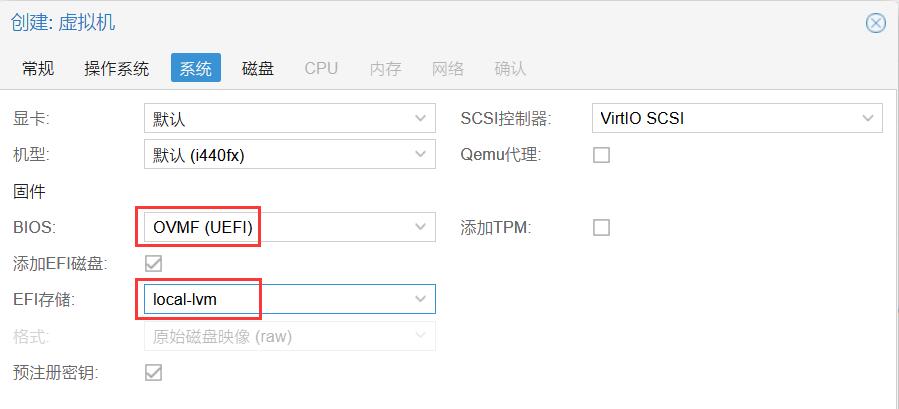 创建: 虚拟机
常规 操作系统 系统 磁盘 CPU 内存 网络 确认
显卡: 默认 SCSI控制器: VirtIO SCSI
机型: 默认 (i440fx) Qemu代理:
固件
BIOS: OVMF (UEFI) 添加TPM:
添加EFI磁盘:
EFI存储: local-lvm
格式: 原始磁盘映像 (raw)
预注册密钥: